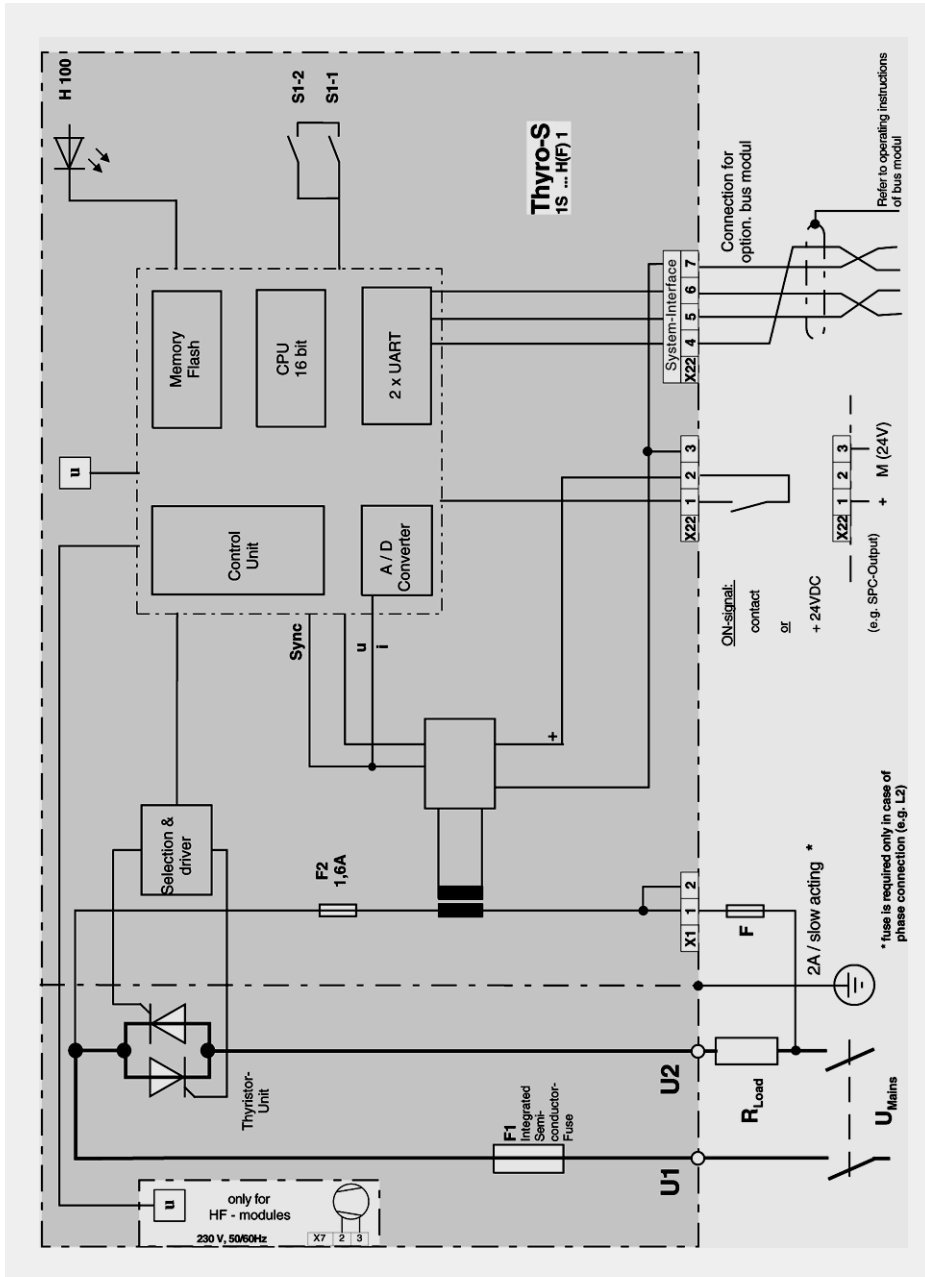 H 100
S1-2
S1-1
Thyro-S
1S ... H(F) 1
Memory
Flash
CPU
16 bit
2 x UART
u
Control
Unit
A / D
Converter
Sync
u
i
+
Selection &
driver
F2
1,6A
Thyristor-
Unit
F1
Integrated
Semi-
conductor-
Fuse
u
only for
HF - modules
230 V, 50/60Hz
X7 2 3
System-Interface
X22 4 5 6 7
X22 1 2 3
X1 1 2
Connection for
option. bus modul
Refer to operating instructions
of bus modul
ON-signal:
contact
or
+ 24VDC
(e.g. SPC-Output)
X22 1 2 3
+ M (24V)
F
2A / slow acting *
* fuse is required only in case of
phase connection (e.g. L2)
U2
U1
RLoad
UMains